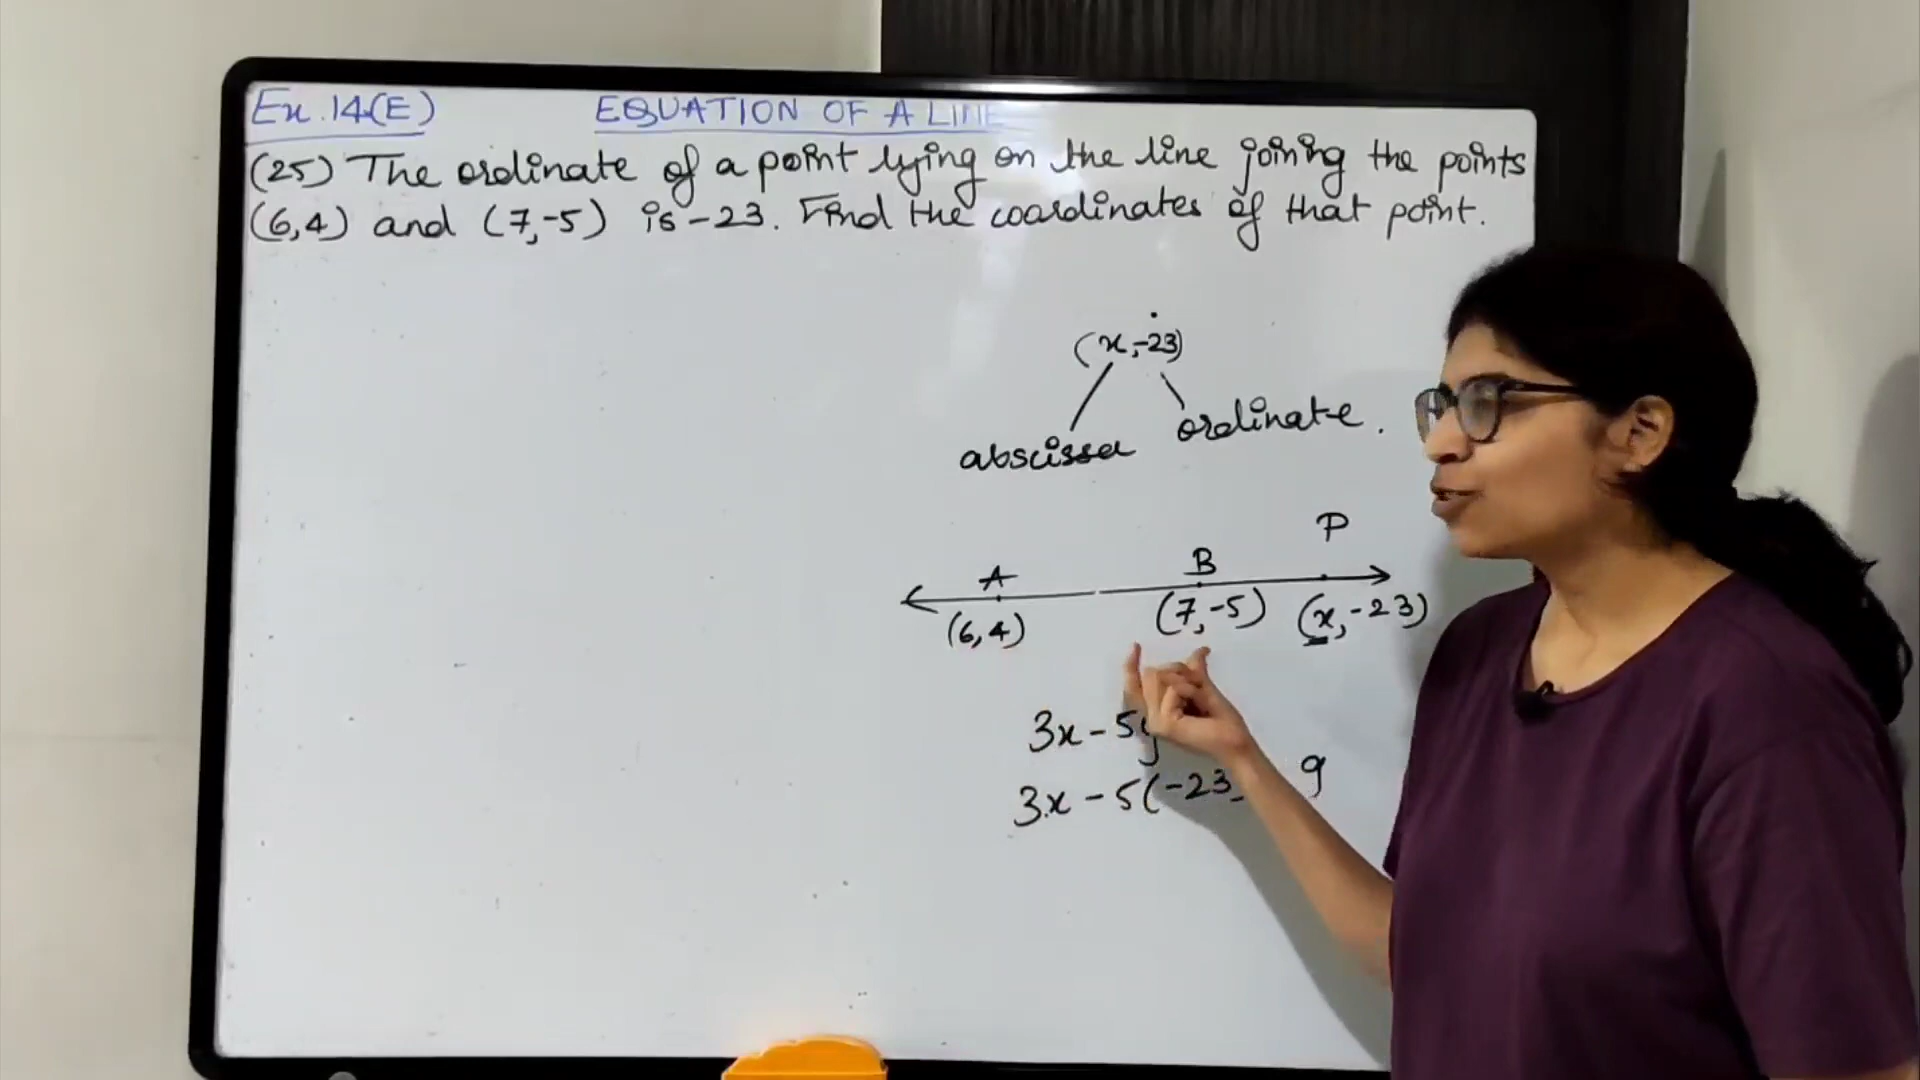 Ex.14(E) EQUATION OF A LINE
(25) The ordinate of a point lying on the line joining the points
(6,4) and (7,-5) is -23. Find the coordinates of that point.
(x,-23)
abscissa ordinate.
A B P
(6,4) (7,-5) (x,-23)
3x-5y
3x-5(-23 9